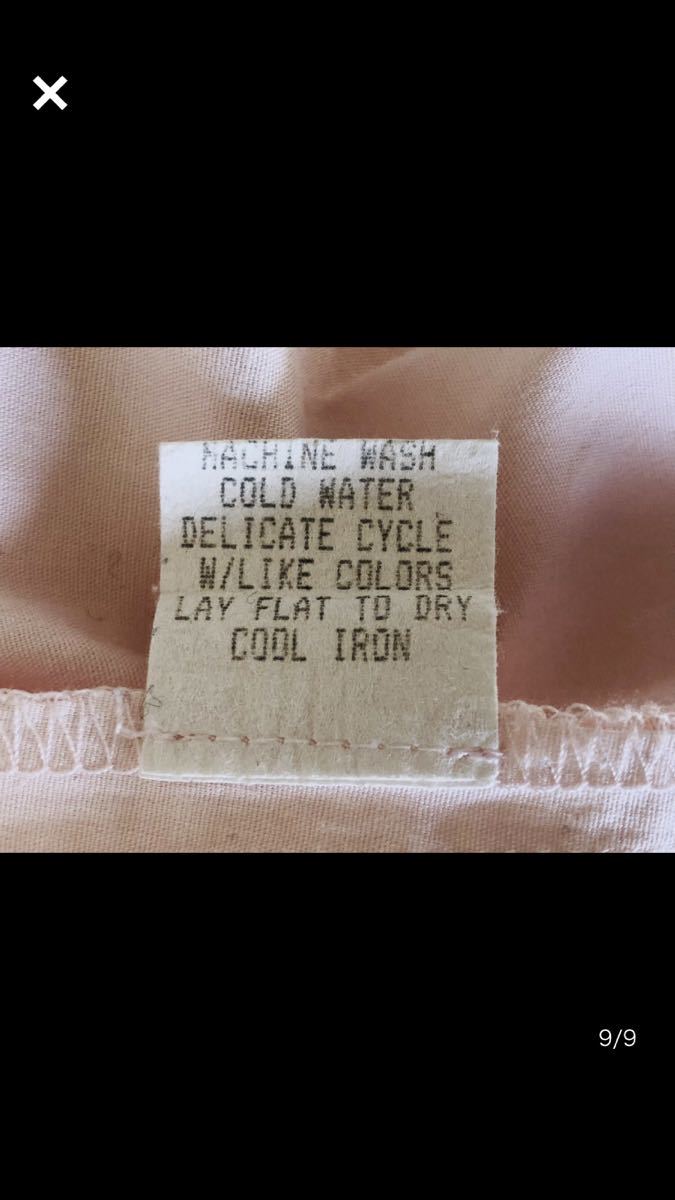 MACHINE WASH
COLD WATER
DELICATE CYCLE
W/LIKE COLORS
LAY FLAT TO DRY
COOL IRON
9/9